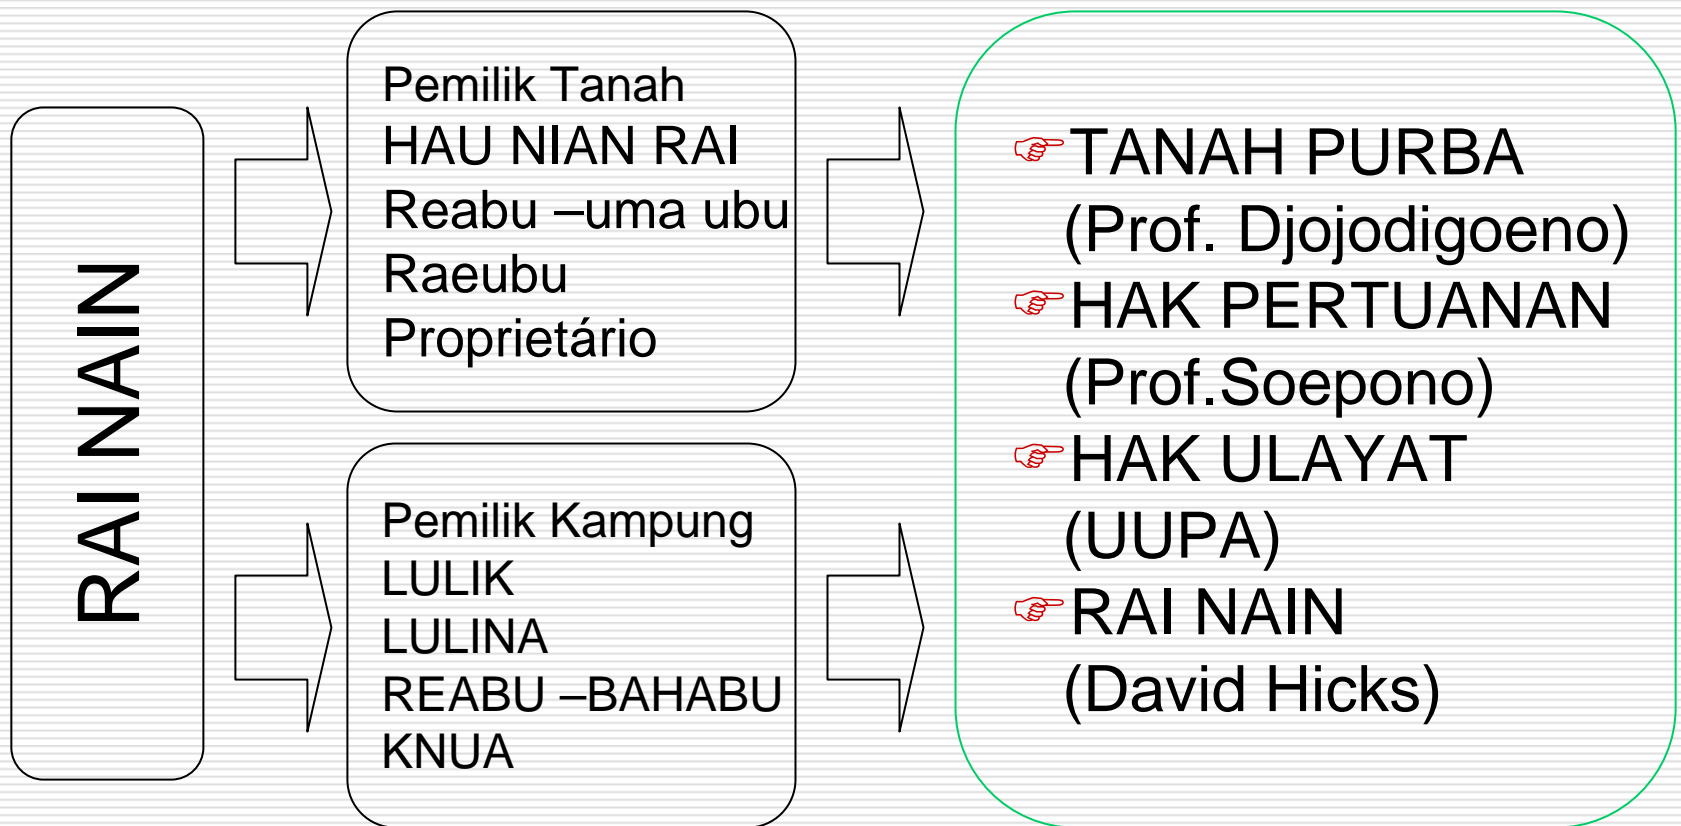 RAI NAIN
Pemilik Tanah
HAU NIAN RAI
Reabu –uma ubu
Raeubu
Proprietário
Pemilik Kampung
LULIK
LULINA
REABU –BAHABU
KNUA
TANAH PURBA
(Prof. Djojodigoeno)
HAK PERTUANAN
(Prof.Soepono)
HAK ULAYAT
(UUPA)
RAI NAIN
(David Hicks)